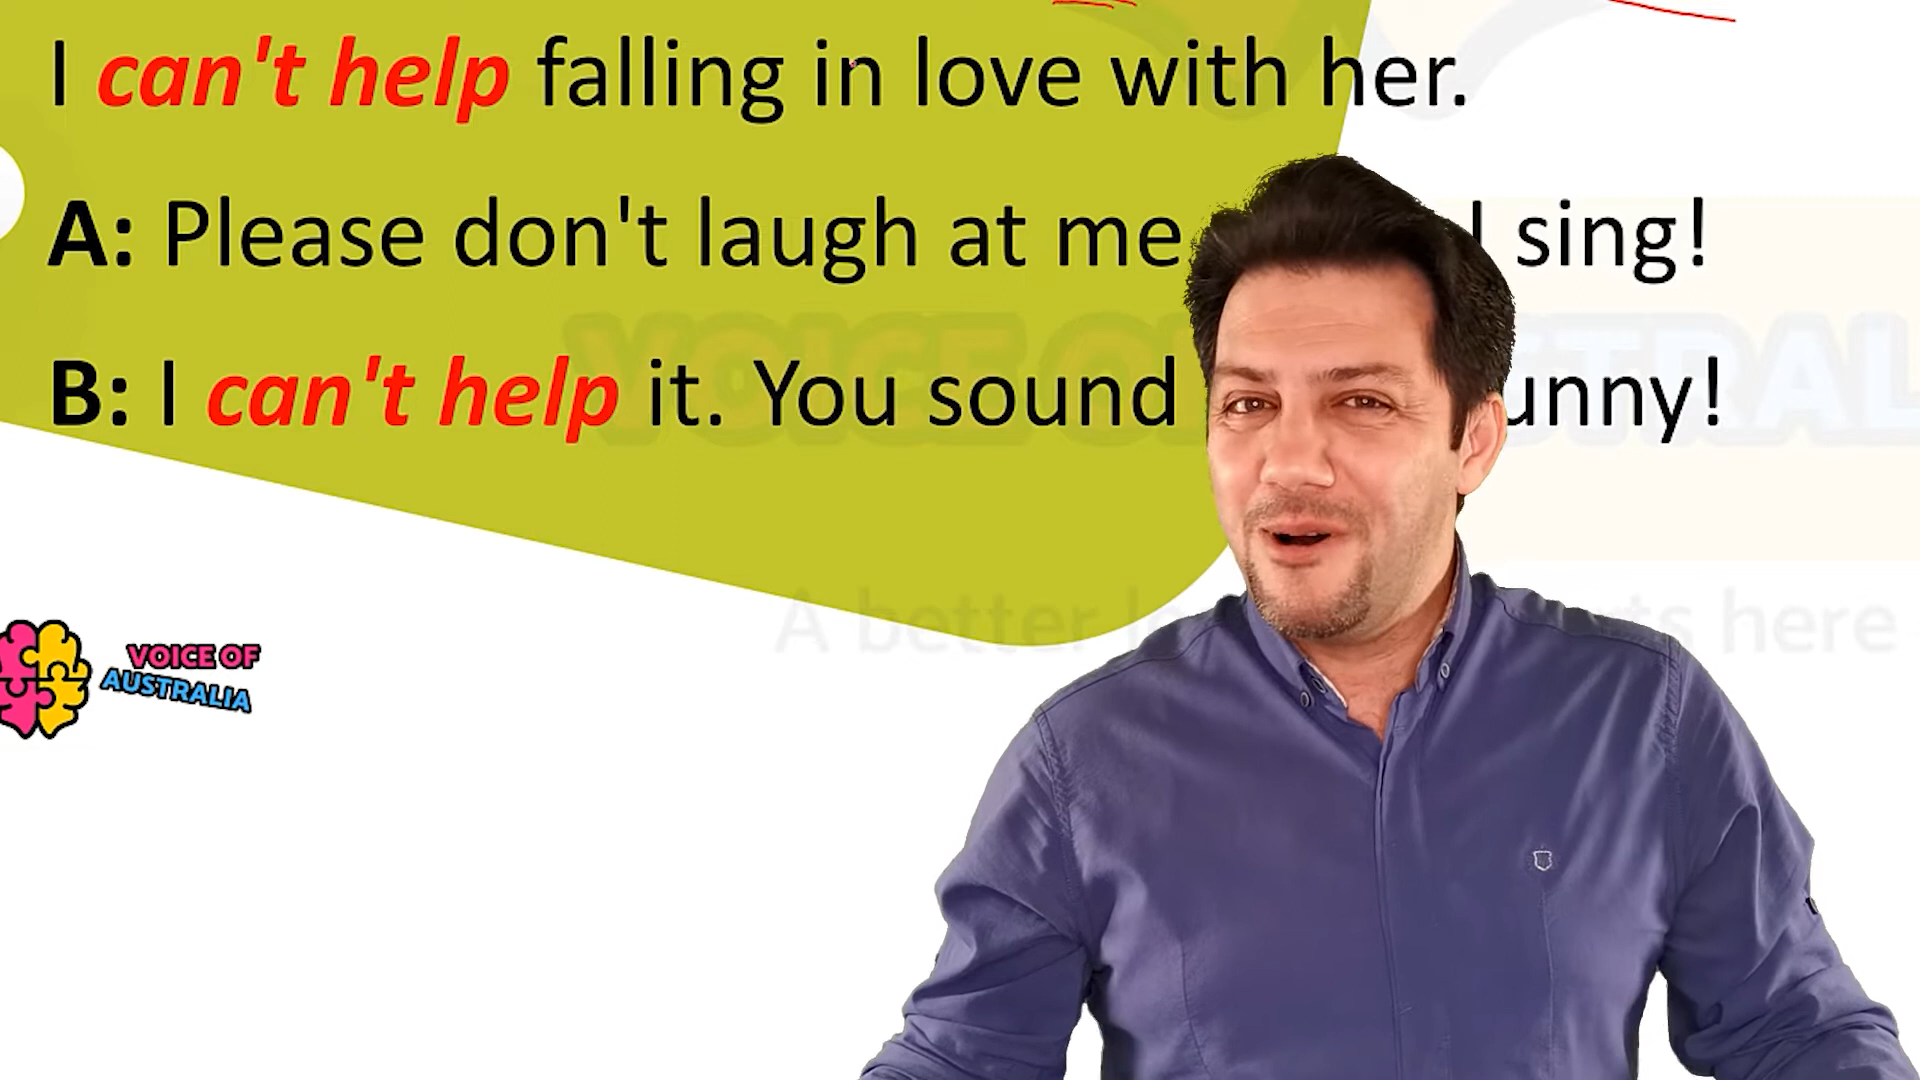 I can't help falling in love with her.
A: Please don't laugh at me I sing!
B: I can't help it. You sound unny!
VOICE OF
AUSTRALIA
A better here